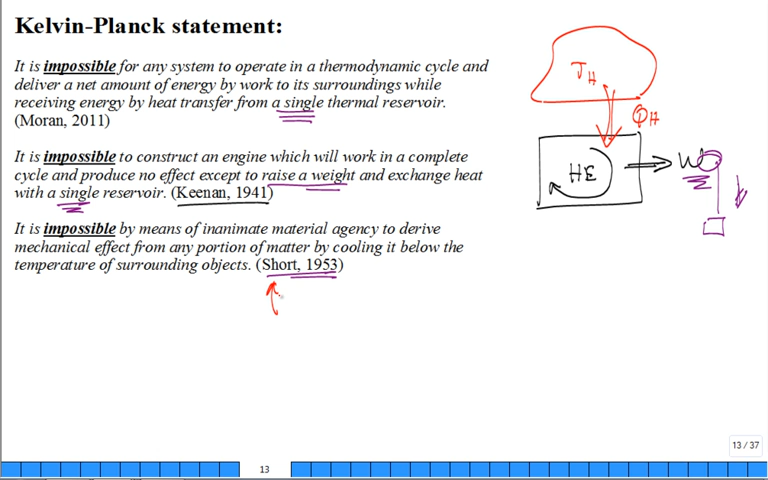 Kelvin-Planck statement:
It is impossible for any system to operate in a thermodynamic cycle and
deliver a net amount of energy by work to its surroundings while
receiving energy by heat transfer from a single thermal reservoir.
(Moran, 2011)
It is impossible to construct an engine which will work in a complete
cycle and produce no effect except to raise a weight and exchange heat
with a single reservoir. (Keenan, 1941)
It is impossible by means of inanimate material agency to derive
mechanical effect from any portion of matter by cooling it below the
temperature of surrounding objects. (Short, 1953)
TH
QH
HE
W
13 / 37
13